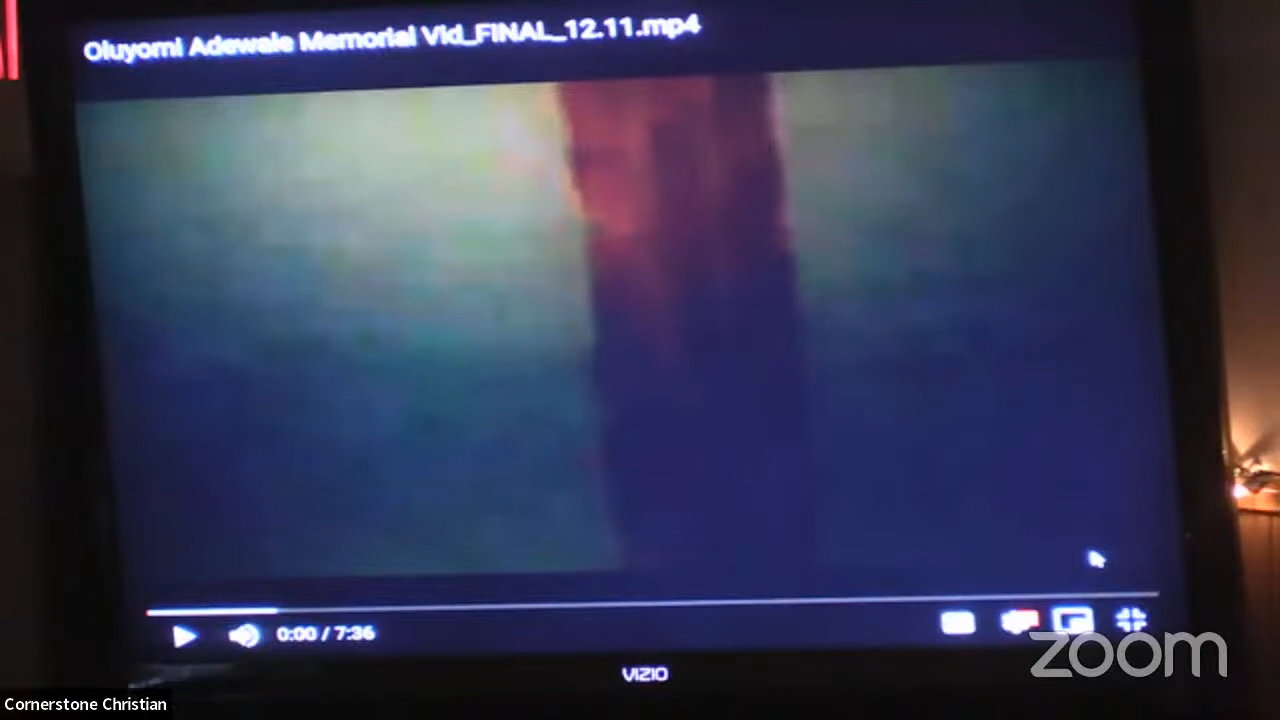 Oluyomi Adewale Memorial Vid_FINAL_12.11.mp4
0:00 / 7:36
VIZIO
zoom
Cornerstone Christian